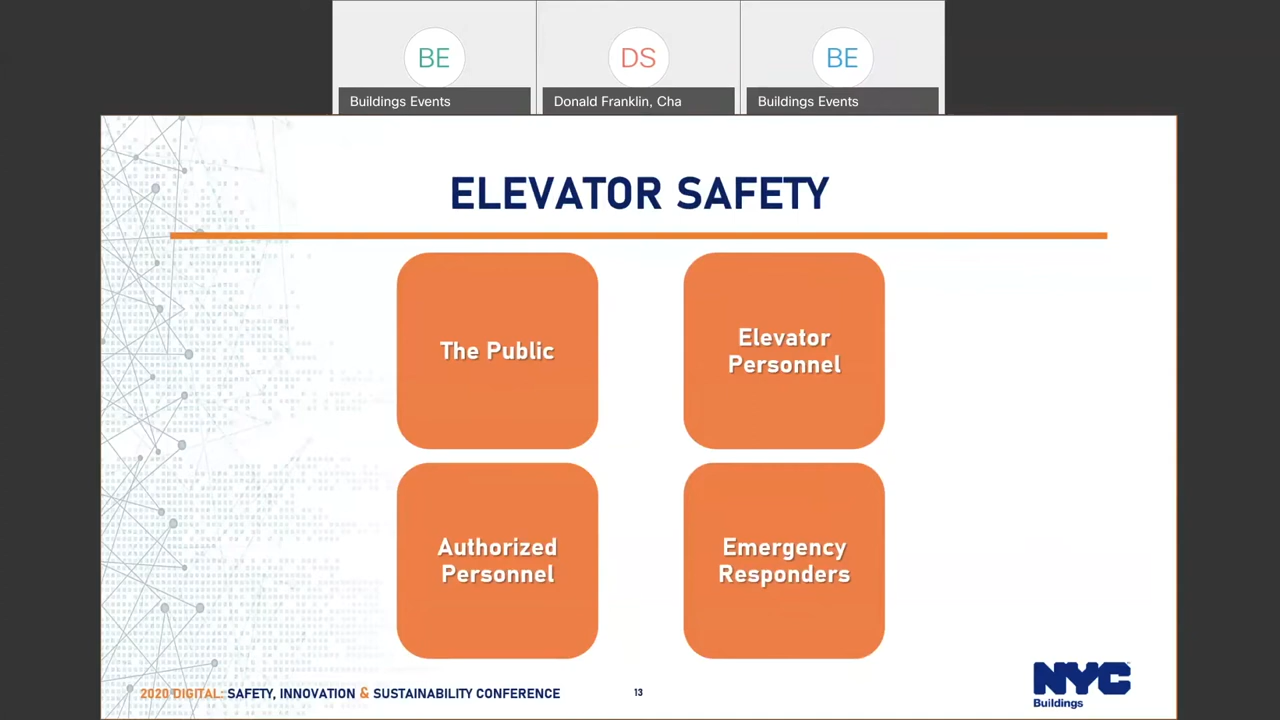 BE
DS
BE
Buildings Events
Donald Franklin, Cha
Buildings Events
ELEVATOR SAFETY
The Public
Elevator
Personnel
Authorized
Personnel
Emergency
Responders
2020 DIGITAL: SAFETY, INNOVATION & SUSTAINABILITY CONFERENCE
13
NYC
Buildings